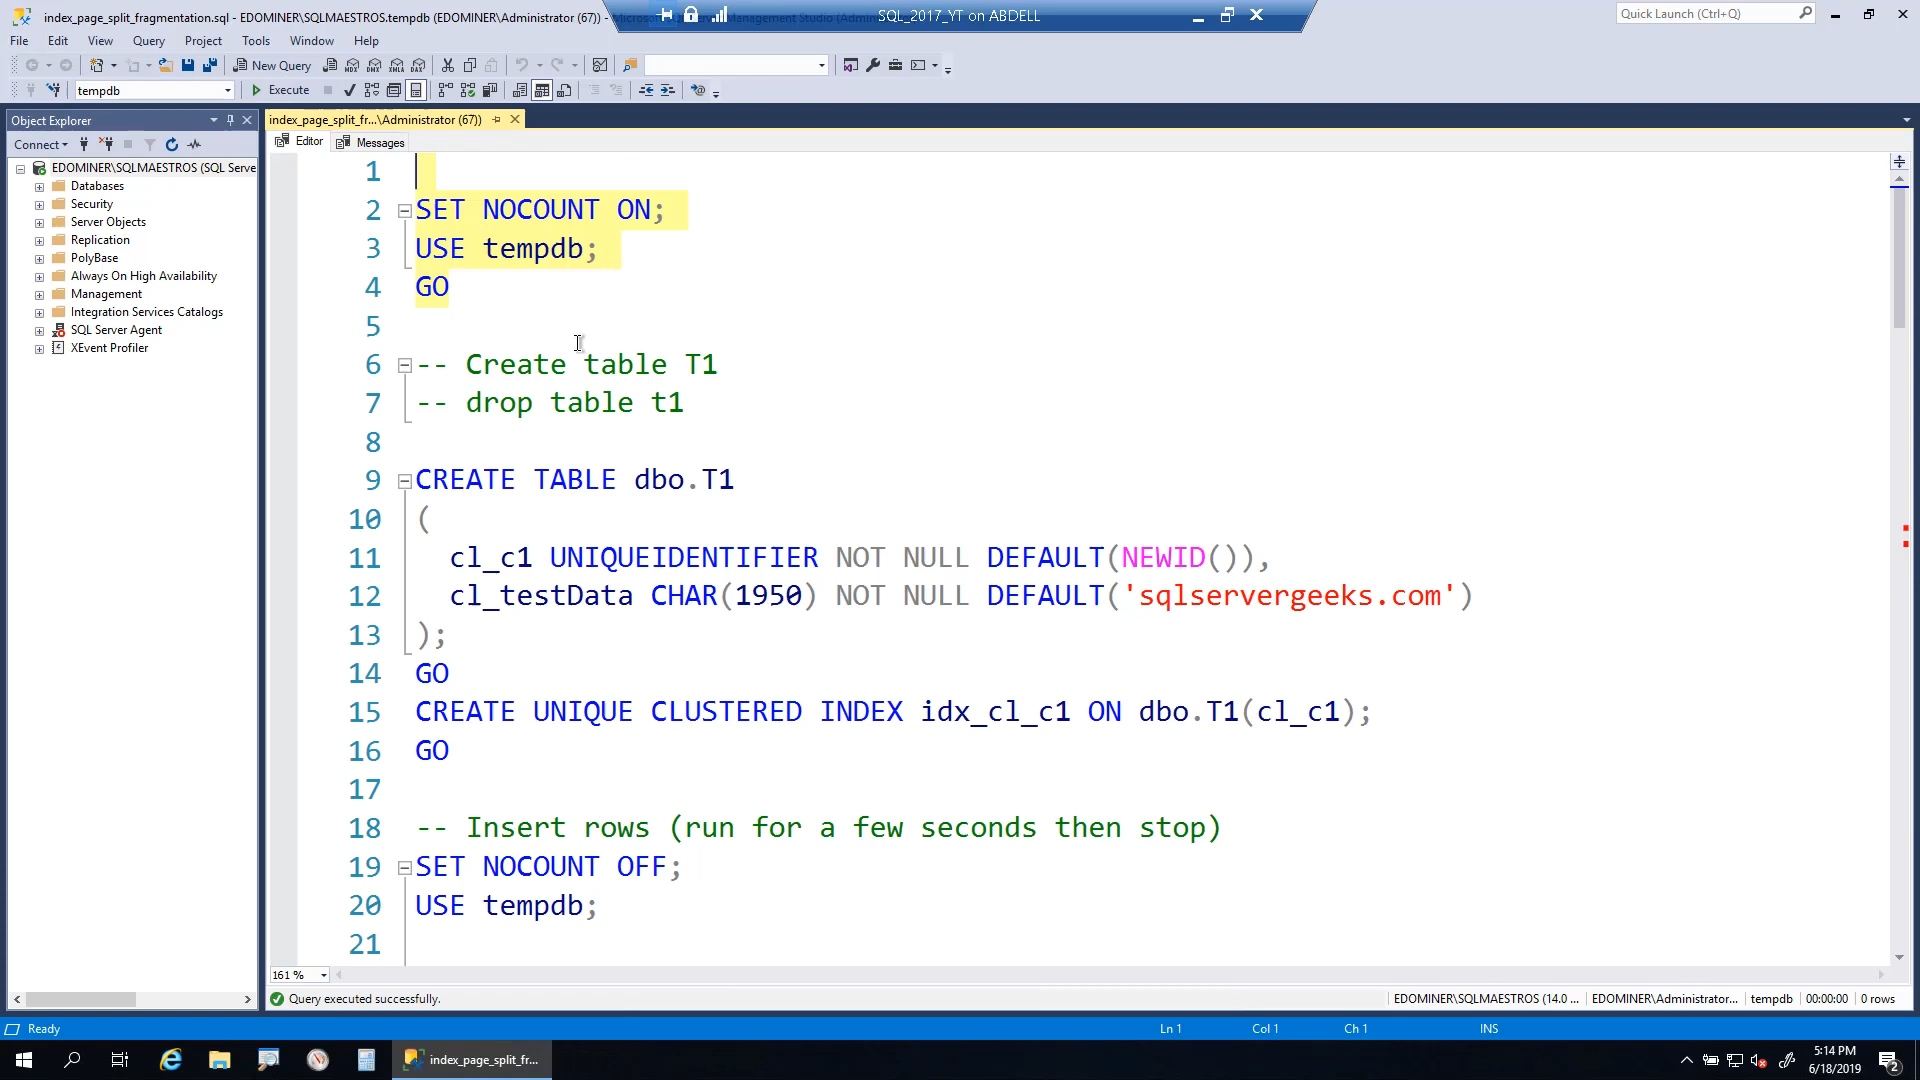 index_page_split_fragmentation.sql - EDOMINER\SQLMAESTROS.tempdb (EDOMINER\Administrator (67))
SQL_2017_YT on ABDELL
Quick Launch (Ctrl+Q)
File Edit View Query Project Tools Window Help
New Query
MDX DMX XMLA DAX
tempdb
Execute
Object Explorer
index_page_split_fr...\Administrator (67))
Connect
Editor
Messages
EDOMINER\SQLMAESTROS (SQL Serve
Databases
Security
Server Objects
Replication
PolyBase
Always On High Availability
Management
Integration Services Catalogs
SQL Server Agent
XEvent Profiler
1
2 SET NOCOUNT ON;
3 USE tempdb;
4 GO
5
6 -- Create table T1
7 -- drop table t1
8
9 CREATE TABLE dbo.T1
10 (
11 cl_c1 UNIQUEIDENTIFIER NOT NULL DEFAULT(NEWID()),
12 cl_testData CHAR(1950) NOT NULL DEFAULT('sqlservergeeks.com')
13 );
14 GO
15 CREATE UNIQUE CLUSTERED INDEX idx_cl_c1 ON dbo.T1(cl_c1);
16 GO
17
18 -- Insert rows (run for a few seconds then stop)
19 SET NOCOUNT OFF;
20 USE tempdb;
21
161 %
Query executed successfully.
EDOMINER\SQLMAESTROS (14.0 ... EDOMINER\Administrator... tempdb 00:00:00 0 rows
Ready
Ln 1 Col 1 Ch 1 INS
index_page_split_fr...
5:14 PM
6/18/2019
2